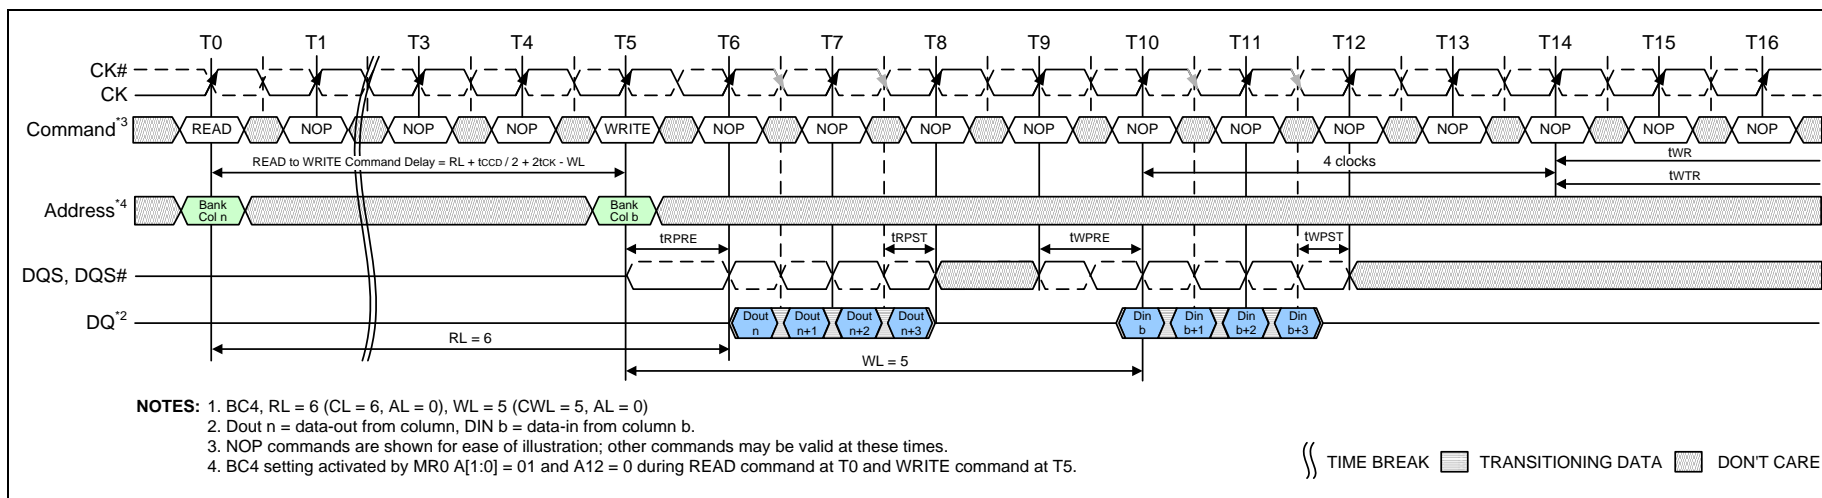 T0 T1 T3 T4 T5 T6 T7 T8 T9 T10 T11 T12 T13 T14 T15 T16
CK#
CK
Command*3 READ NOP NOP NOP WRITE NOP NOP NOP NOP NOP NOP NOP NOP NOP NOP NOP
READ to WRITE Command Delay = RL + tCCD / 2 + 2tCK - WL 4 clocks tWR
tWTR
Address*4 Bank Col n Bank Col b
tRPRE tRPST tWPRE tWPST
DQS, DQS#
DQ*2 Dout n Dout n+1 Dout n+2 Dout n+3 Din b Din b+1 Din b+2 Din b+3
RL = 6
WL = 5
NOTES: 1. BC4, RL = 6 (CL = 6, AL = 0), WL = 5 (CWL = 5, AL = 0)
2. Dout n = data-out from column, DIN b = data-in from column b.
3. NOP commands are shown for ease of illustration; other commands may be valid at these times.
4. BC4 setting activated by MR0 A[1:0] = 01 and A12 = 0 during READ command at T0 and WRITE command at T5.
TIME BREAK TRANSITIONING DATA DON'T CARE